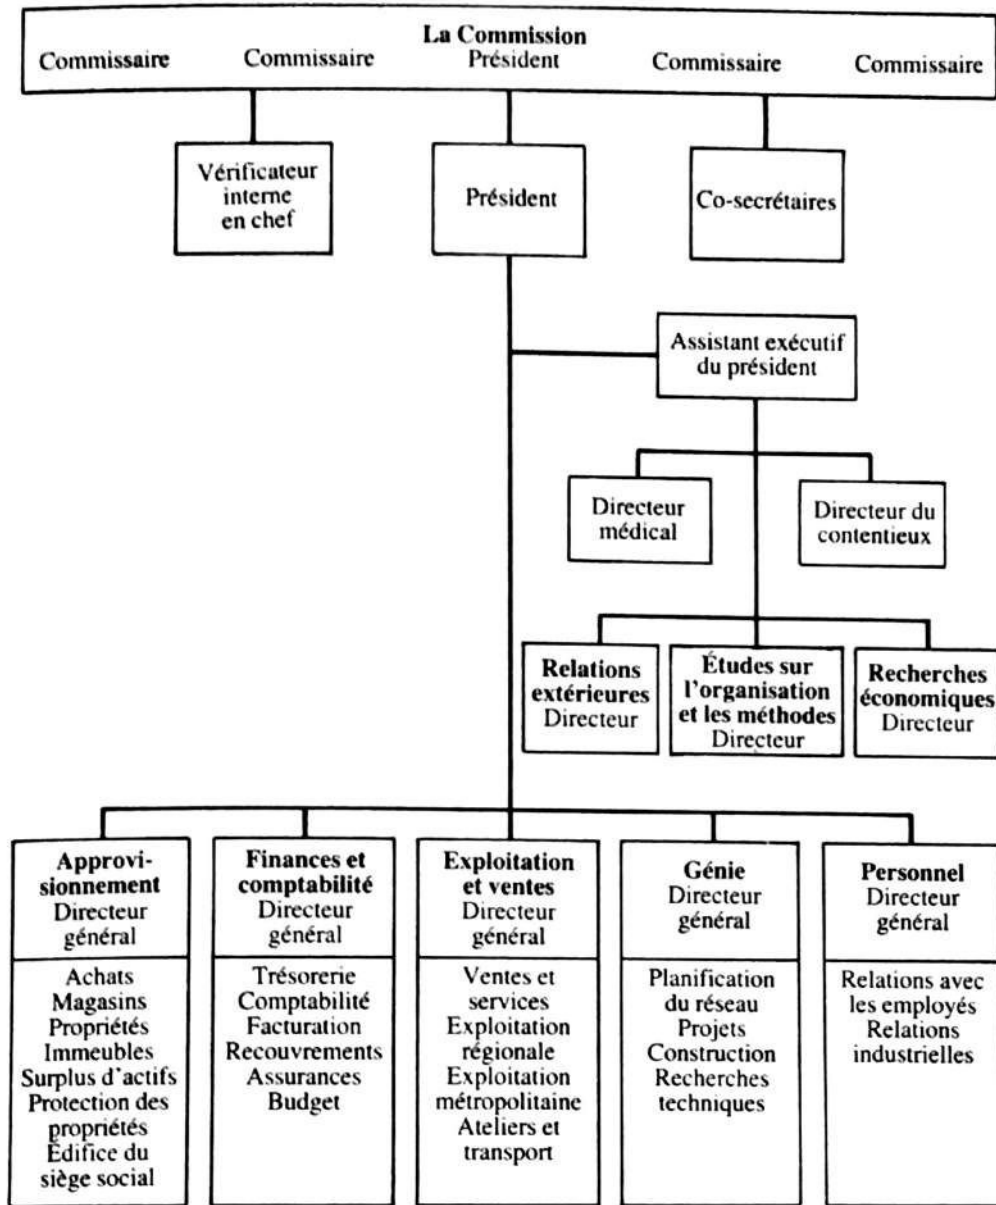 La Commission
Commissaire Commissaire Président Commissaire Commissaire
Vérificateur
interne
en chef
Président
Co-secrétaires
Assistant exécutif
du président
Directeur
médical
Directeur du
contentieux
Relations
extérieures
Directeur
Études sur
l'organisation
et les méthodes
Directeur
Recherches
économiques
Directeur
Approvi-
sionnement
Directeur
général
Achats
Magasins
Propriétés
Immeubles
Surplus d'actifs
Protection des
propriétés
Édifice du
siège social
Finances et
comptabilité
Directeur
général
Trésorerie
Comptabilité
Facturation
Recouvrements
Assurances
Budget
Exploitation
et ventes
Directeur
général
Ventes et
services
Exploitation
régionale
Exploitation
métropolitaine
Ateliers et
transport
Génie
Directeur
général
Planification
du réseau
Projets
Construction
Recherches
techniques
Personnel
Directeur
général
Relations avec
les employés
Relations
industrielles